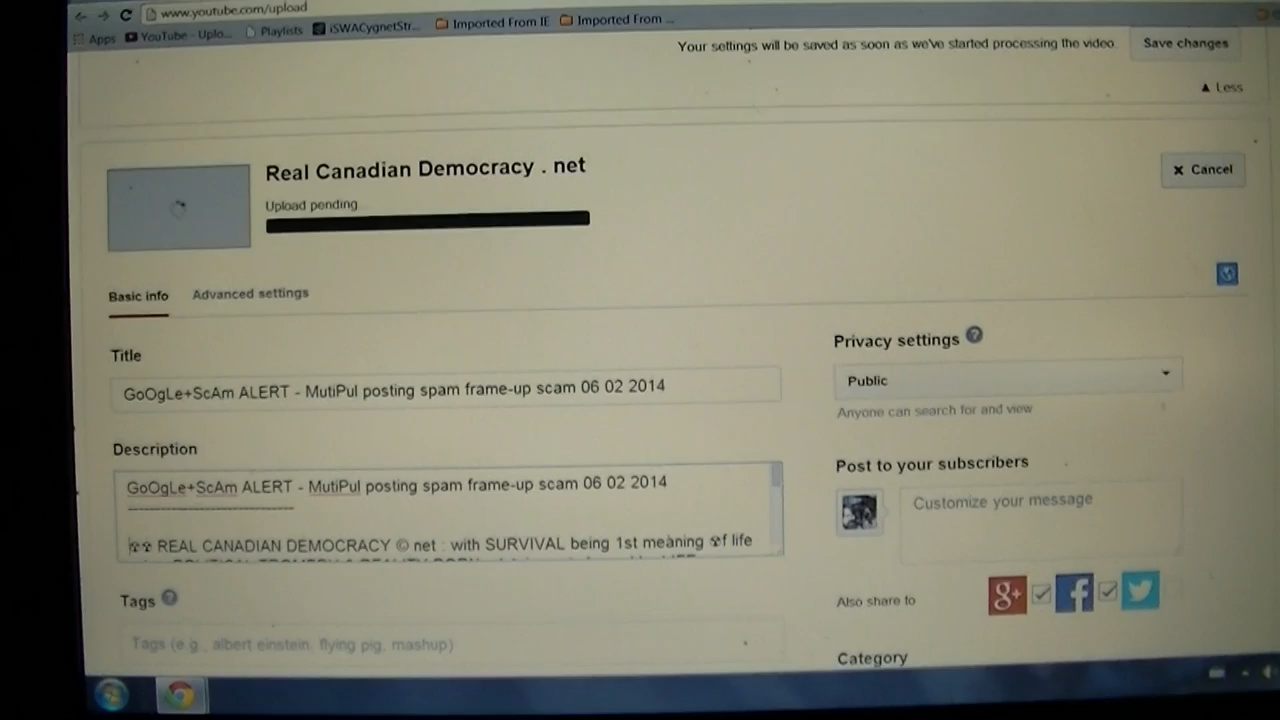 www.youtube.com/upload
Apps YouTube - Uplo... Playlists iSWACygnetStr... Imported From IE Imported From ...
Your settings will be saved as soon as we've started processing the video Save changes
Less
Real Canadian Democracy . net
Cancel
Upload pending
Basic info Advanced settings
Title
GoOgLe+ScAm ALERT - MutiPul posting spam frame-up scam 06 02 2014
Privacy settings ?
Public
Anyone can search for and view
Description
GoOgLe+ScAm ALERT - MutiPul posting spam frame-up scam 06 02 2014
------------------------------------
☢☢ REAL CANADIAN DEMOCRACY © net : with SURVIVAL being 1st meaning ☢f life
Post to your subscribers
Customize your message
Tags ?
Tags (e.g., albert einstein, flying pig, mashup)
Also share to g+ f
Category